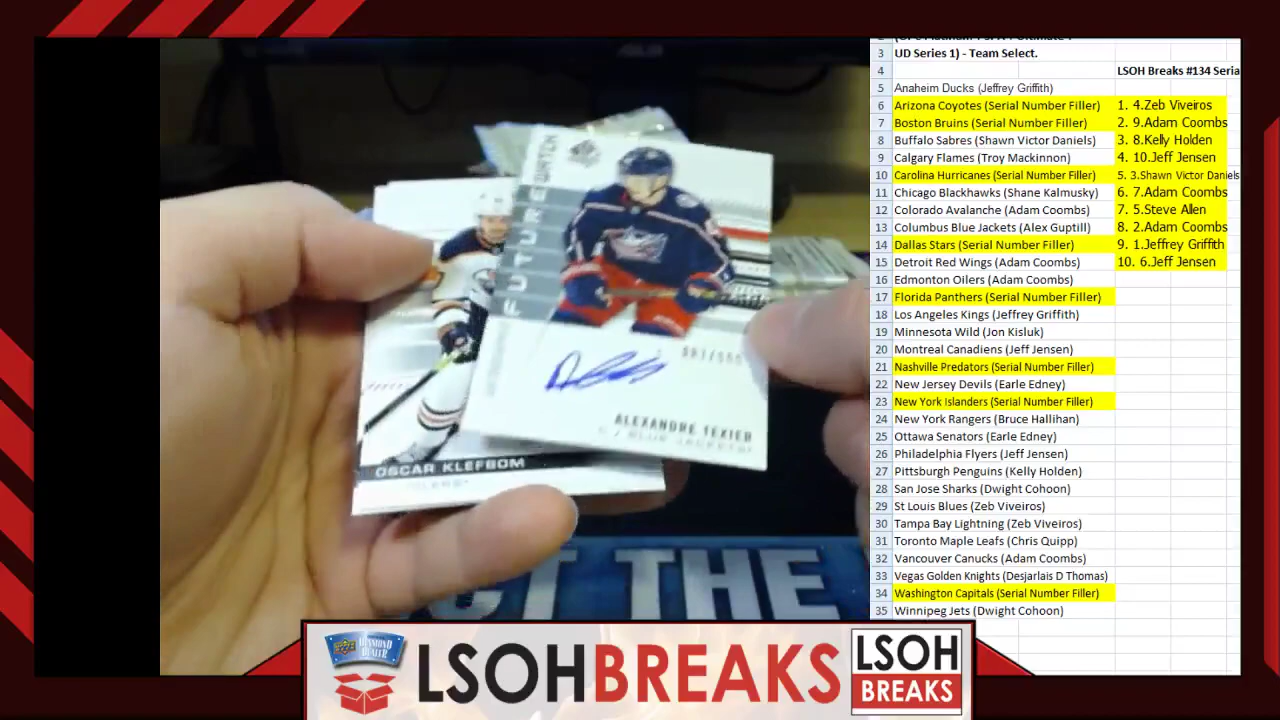 FUTURE WATCH
081/999
ALEXANDRE TEXIER
C / BLUE JACKETS
OSCAR KLEFBOM
OILERS
CT THE
3 UD Series 1) - Team Select.
4 LSOH Breaks #134 Seria
5 Anaheim Ducks (Jeffrey Griffith)
6 Arizona Coyotes (Serial Number Filler) 1. 4.Zeb Viveiros
7 Boston Bruins (Serial Number Filler) 2. 9.Adam Coombs
8 Buffalo Sabres (Shawn Victor Daniels) 3. 8.Kelly Holden
9 Calgary Flames (Troy Mackinnon) 4. 10.Jeff Jensen
10 Carolina Hurricanes (Serial Number Filler) 5. 3.Shawn Victor Daniels
11 Chicago Blackhawks (Shane Kalmusky) 6. 7.Adam Coombs
12 Colorado Avalanche (Adam Coombs) 7. 5.Steve Allen
13 Columbus Blue Jackets (Alex Guptill) 8. 2.Adam Coombs
14 Dallas Stars (Serial Number Filler) 9. 1.Jeffrey Griffith
15 Detroit Red Wings (Adam Coombs) 10. 6.Jeff Jensen
16 Edmonton Oilers (Adam Coombs)
17 Florida Panthers (Serial Number Filler)
18 Los Angeles Kings (Jeffrey Griffith)
19 Minnesota Wild (Jon Kisluk)
20 Montreal Canadiens (Jeff Jensen)
21 Nashville Predators (Serial Number Filler)
22 New Jersey Devils (Earle Edney)
23 New York Islanders (Serial Number Filler)
24 New York Rangers (Bruce Hallihan)
25 Ottawa Senators (Earle Edney)
26 Philadelphia Flyers (Jeff Jensen)
27 Pittsburgh Penguins (Kelly Holden)
28 San Jose Sharks (Dwight Cohoon)
29 St Louis Blues (Zeb Viveiros)
30 Tampa Bay Lightning (Zeb Viveiros)
31 Toronto Maple Leafs (Chris Quipp)
32 Vancouver Canucks (Adam Coombs)
33 Vegas Golden Knights (Desjarlais D Thomas)
34 Washington Capitals (Serial Number Filler)
35 Winnipeg Jets (Dwight Cohoon)
DIAMOND
DEALER
LSOHBREAKS
LSOH
BREAKS